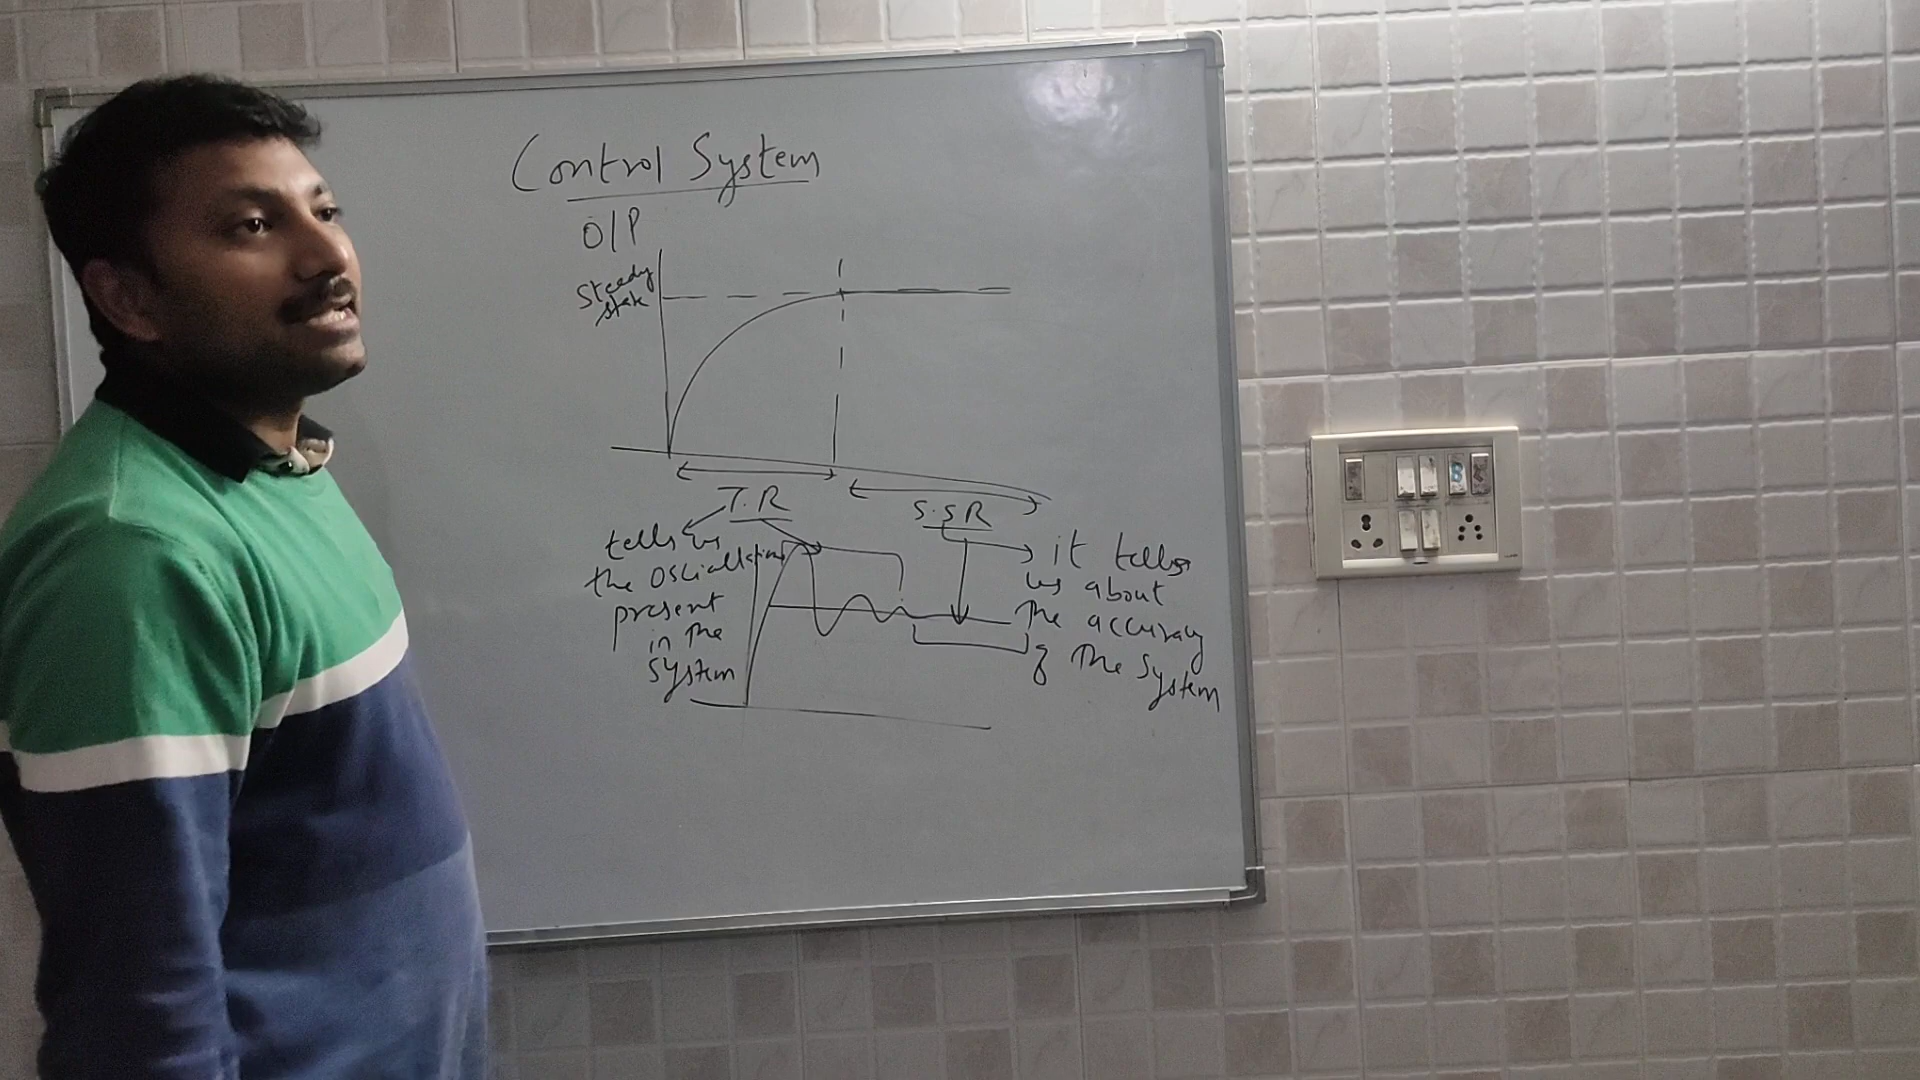 Control System
O/P
Steady
state
T.R
S.S R
tells us
the Osciallations
present
in the
system
it tells
us about
the accuracy
of the system